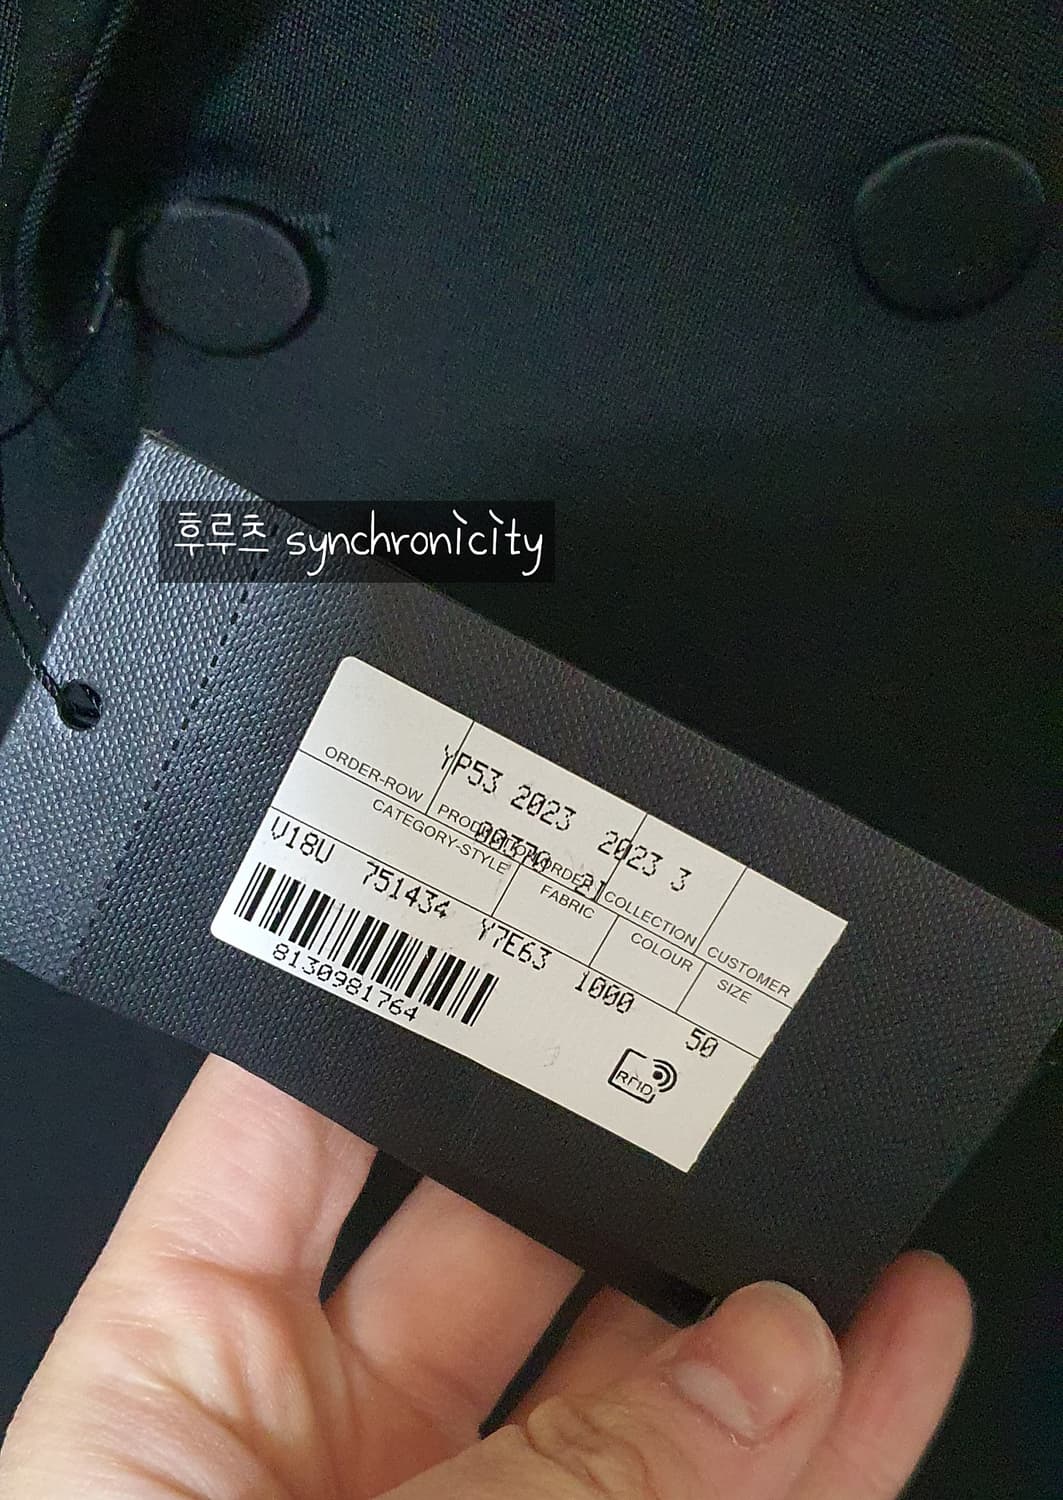 후루츠 synchronicity
YP53 2023 2023 3
ORDER-ROW PRODUCTION ORDER COLLECTION CUSTOMER
CATEGORY-STYLE FABRIC COLOUR SIZE
V18U 751434 Y7E63 1000 50
8130981764
RFID